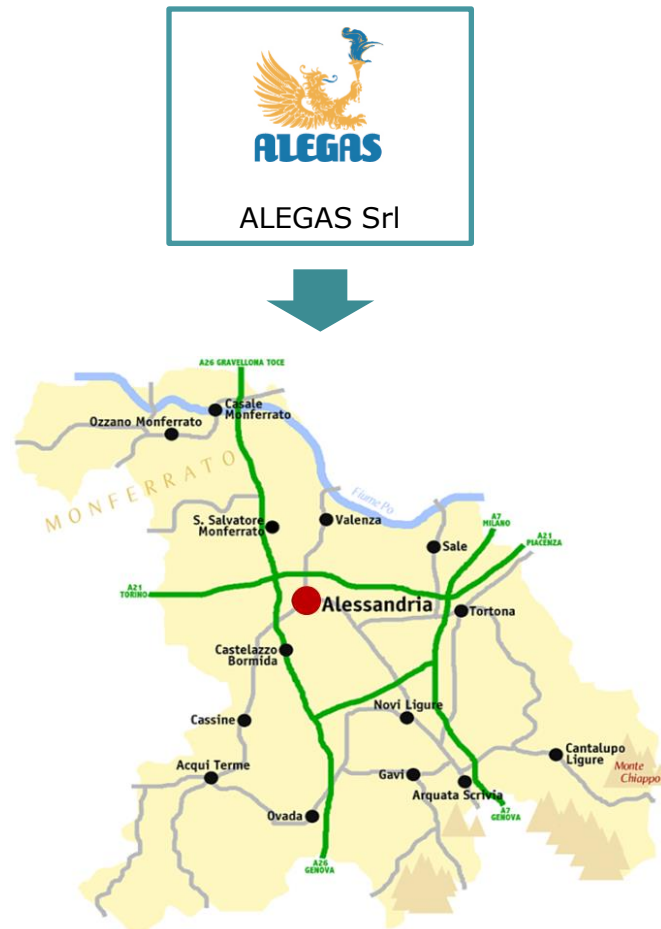 ALEGAS
ALEGAS Srl
A26 GRAVELLONA TOCE
Casale
Monferrato
Ozzano Monferrato
MONFERRATO
Fiume Po
S. Salvatore
Monferrato
Valenza
A7
MILANO
Sale
A21
PIACENZA
A21
TORINO
Alessandria
Tortona
Castelazzo
Bormida
Cassine
Novi Ligure
Cantalupo
Ligure
Acqui Terme
Gavi
Monte
Chiappo
Arquata Scrivia
Ovada
A7
GENOVA
A26
GENOVA